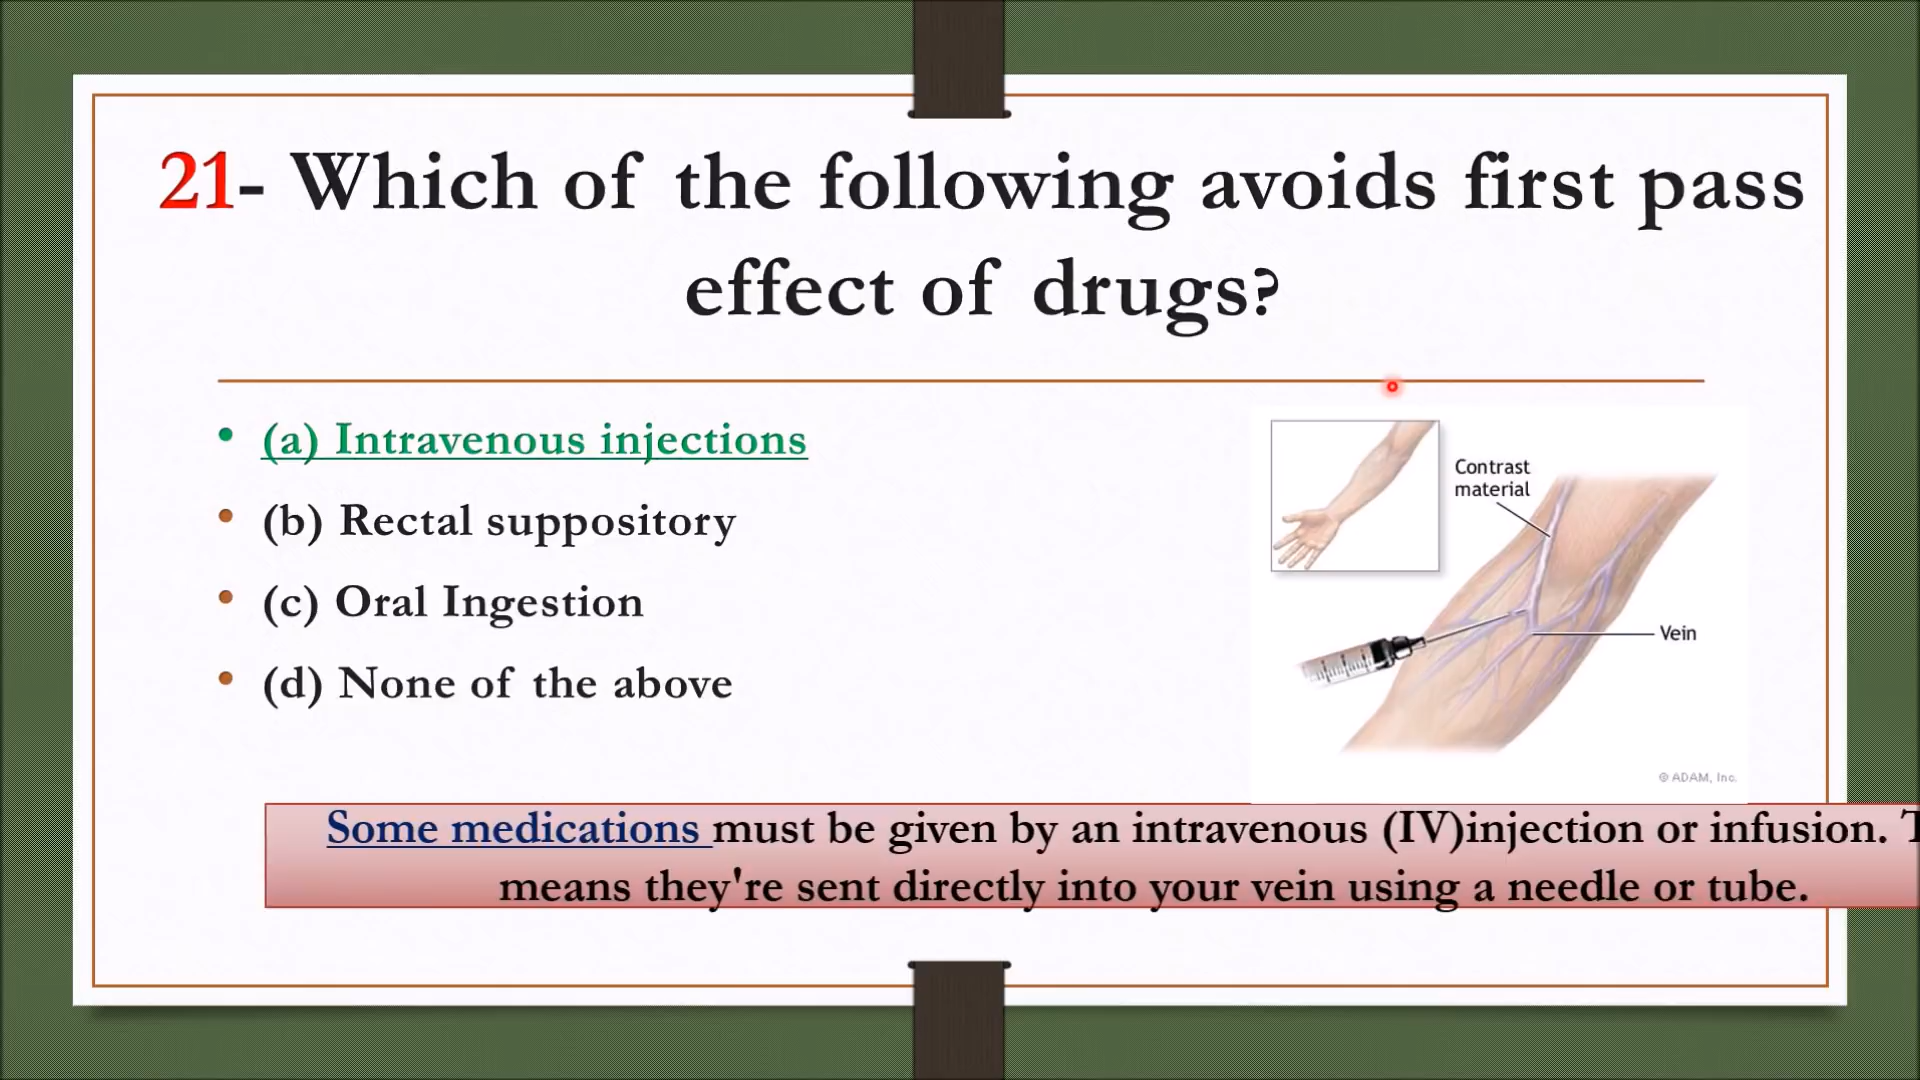 21- Which of the following avoids first pass
effect of drugs?
• (a) Intravenous injections
• (b) Rectal suppository
• (c) Oral Ingestion
• (d) None of the above
Contrast
material
Vein
© ADAM, Inc.
Some medications must be given by an intravenous (IV)injection or infusion.
means they're sent directly into your vein using a needle or tube.